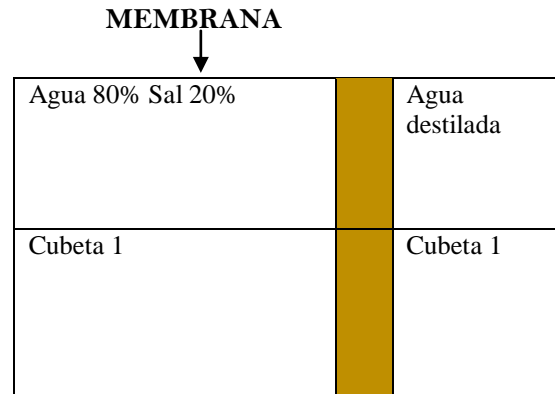 MEMBRANA
Agua 80% Sal 20%
Agua
destilada
Cubeta 1
Cubeta 1